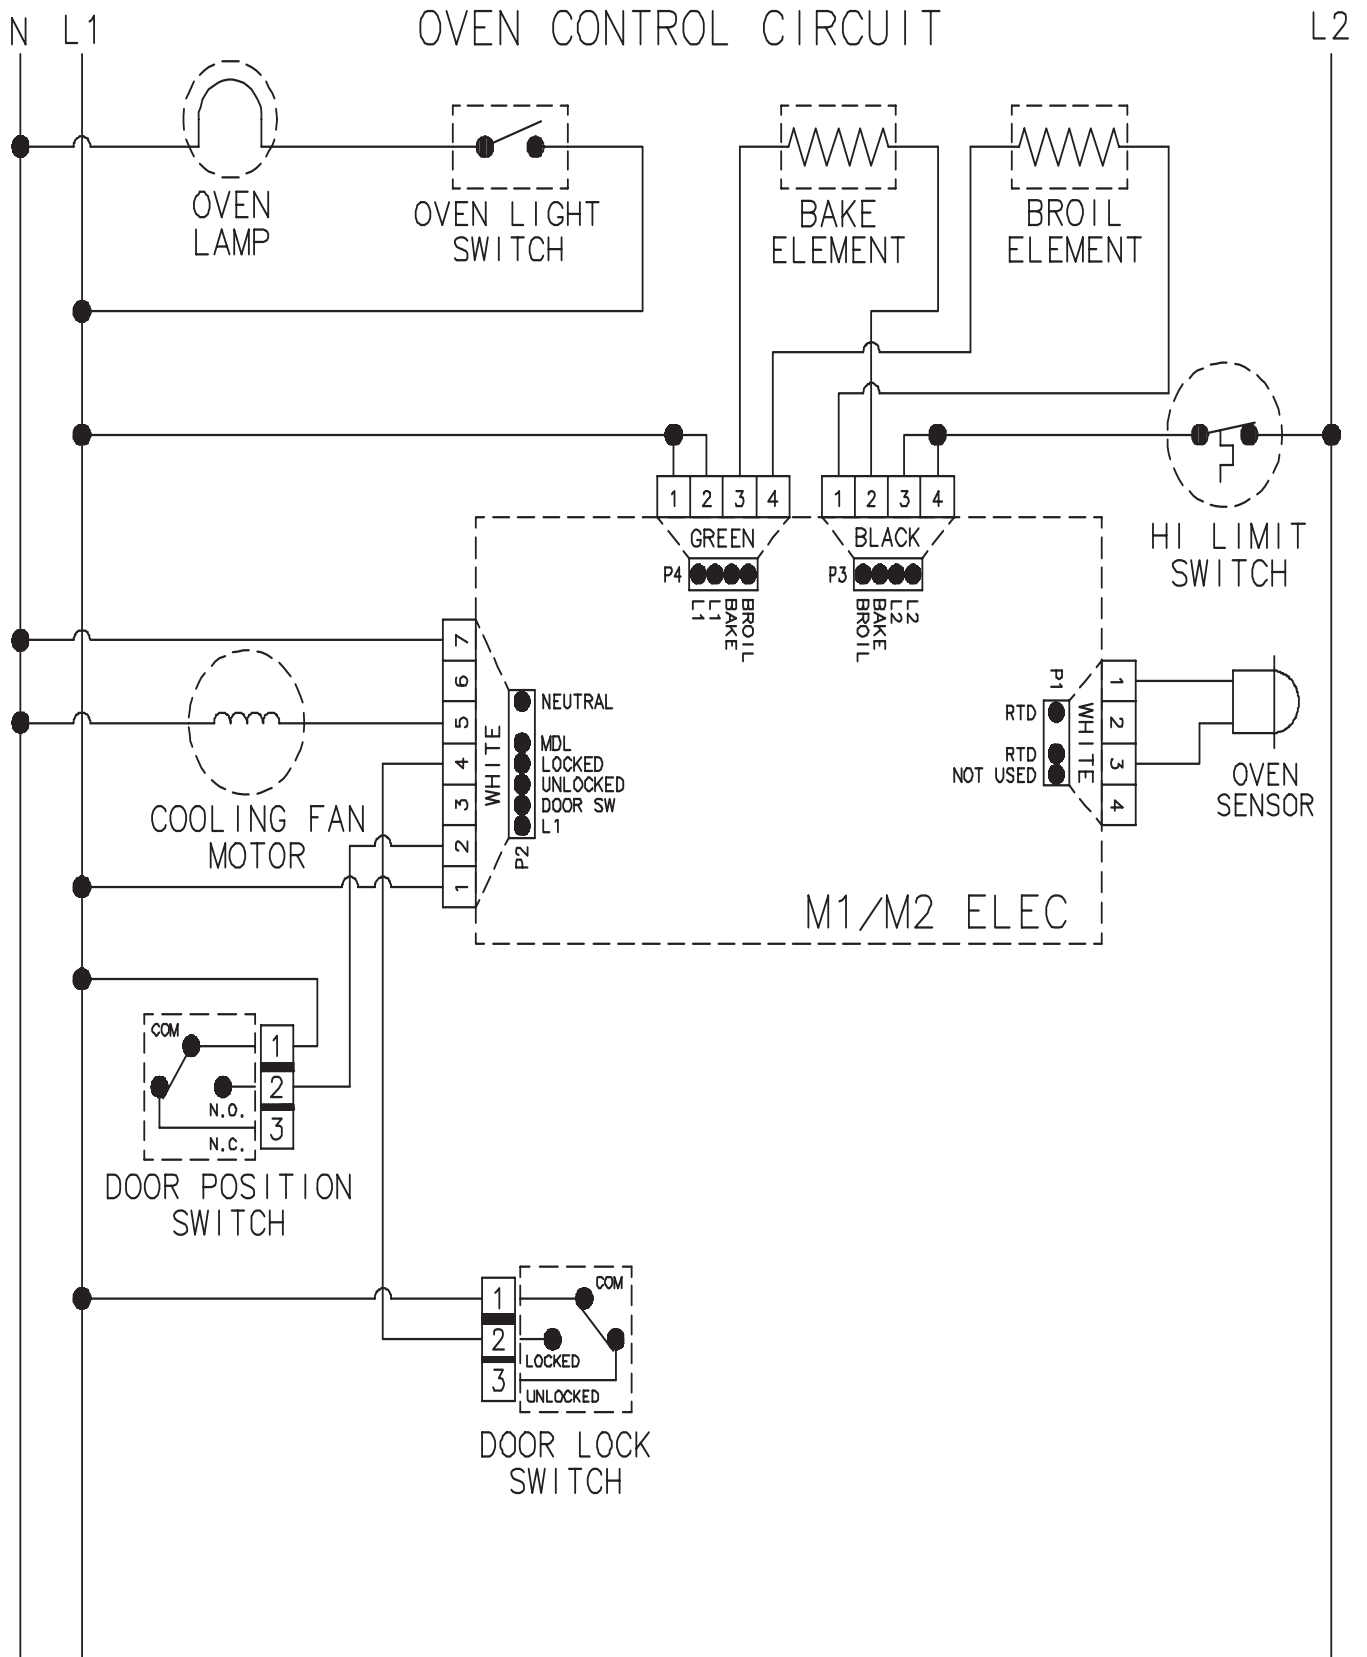 N L1 OVEN CONTROL CIRCUIT L2
OVEN
LAMP
OVEN LIGHT
SWITCH
BAKE
ELEMENT
BROIL
ELEMENT
HI LIMIT
SWITCH
1 2 3 4
GREEN
P4
L1
L1
BAKE
BROIL
1 2 3 4
BLACK
P3
BROIL
BAKE
L2
L2
7
6
5
4
3
2
1
WHITE
NEUTRAL
MDL
LOCKED
UNLOCKED
DOOR SW
L1
P2
COOLING FAN
MOTOR
P1
RTD
RTD
NOT USED
WHITE
1
2
3
4
OVEN
SENSOR
M1/M2 ELEC
COM
N.O.
N.C.
1
2
3
DOOR POSITION
SWITCH
1
2
3
COM
LOCKED
UNLOCKED
DOOR LOCK
SWITCH